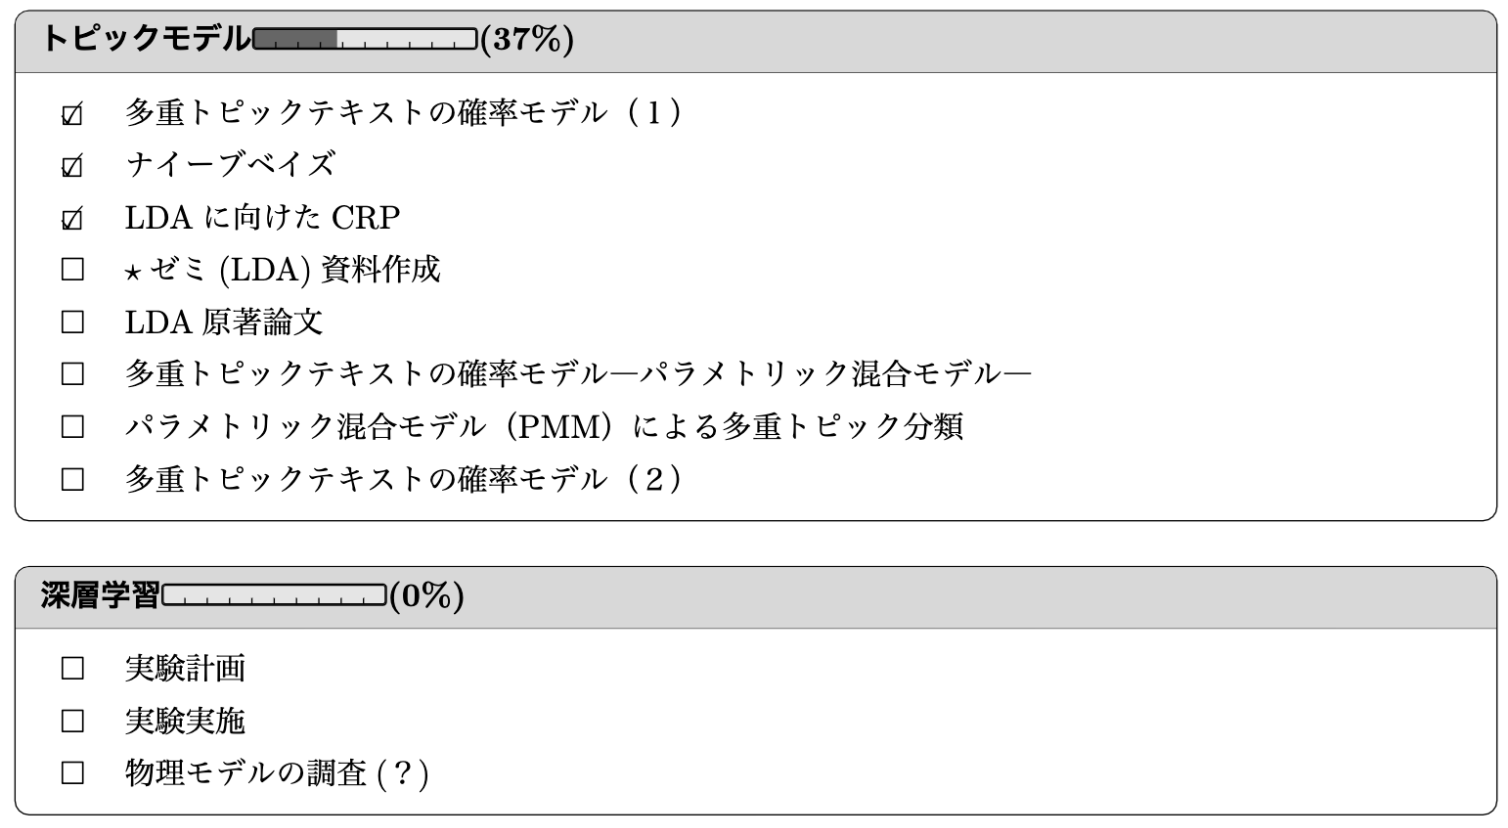 トピックモデル(37%)
☑ 多重トピックテキストの確率モデル（１）
☑ ナイーブベイズ
☑ LDA に向けた CRP
☐ ⋆ ゼミ (LDA) 資料作成
☐ LDA 原著論文
☐ 多重トピックテキストの確率モデル―パラメトリック混合モデル―
☐ パラメトリック混合モデル（PMM）による多重トピック分類
☐ 多重トピックテキストの確率モデル（２）
深層学習(0%)
☐ 実験計画
☐ 実験実施
☐ 物理モデルの調査 (？)